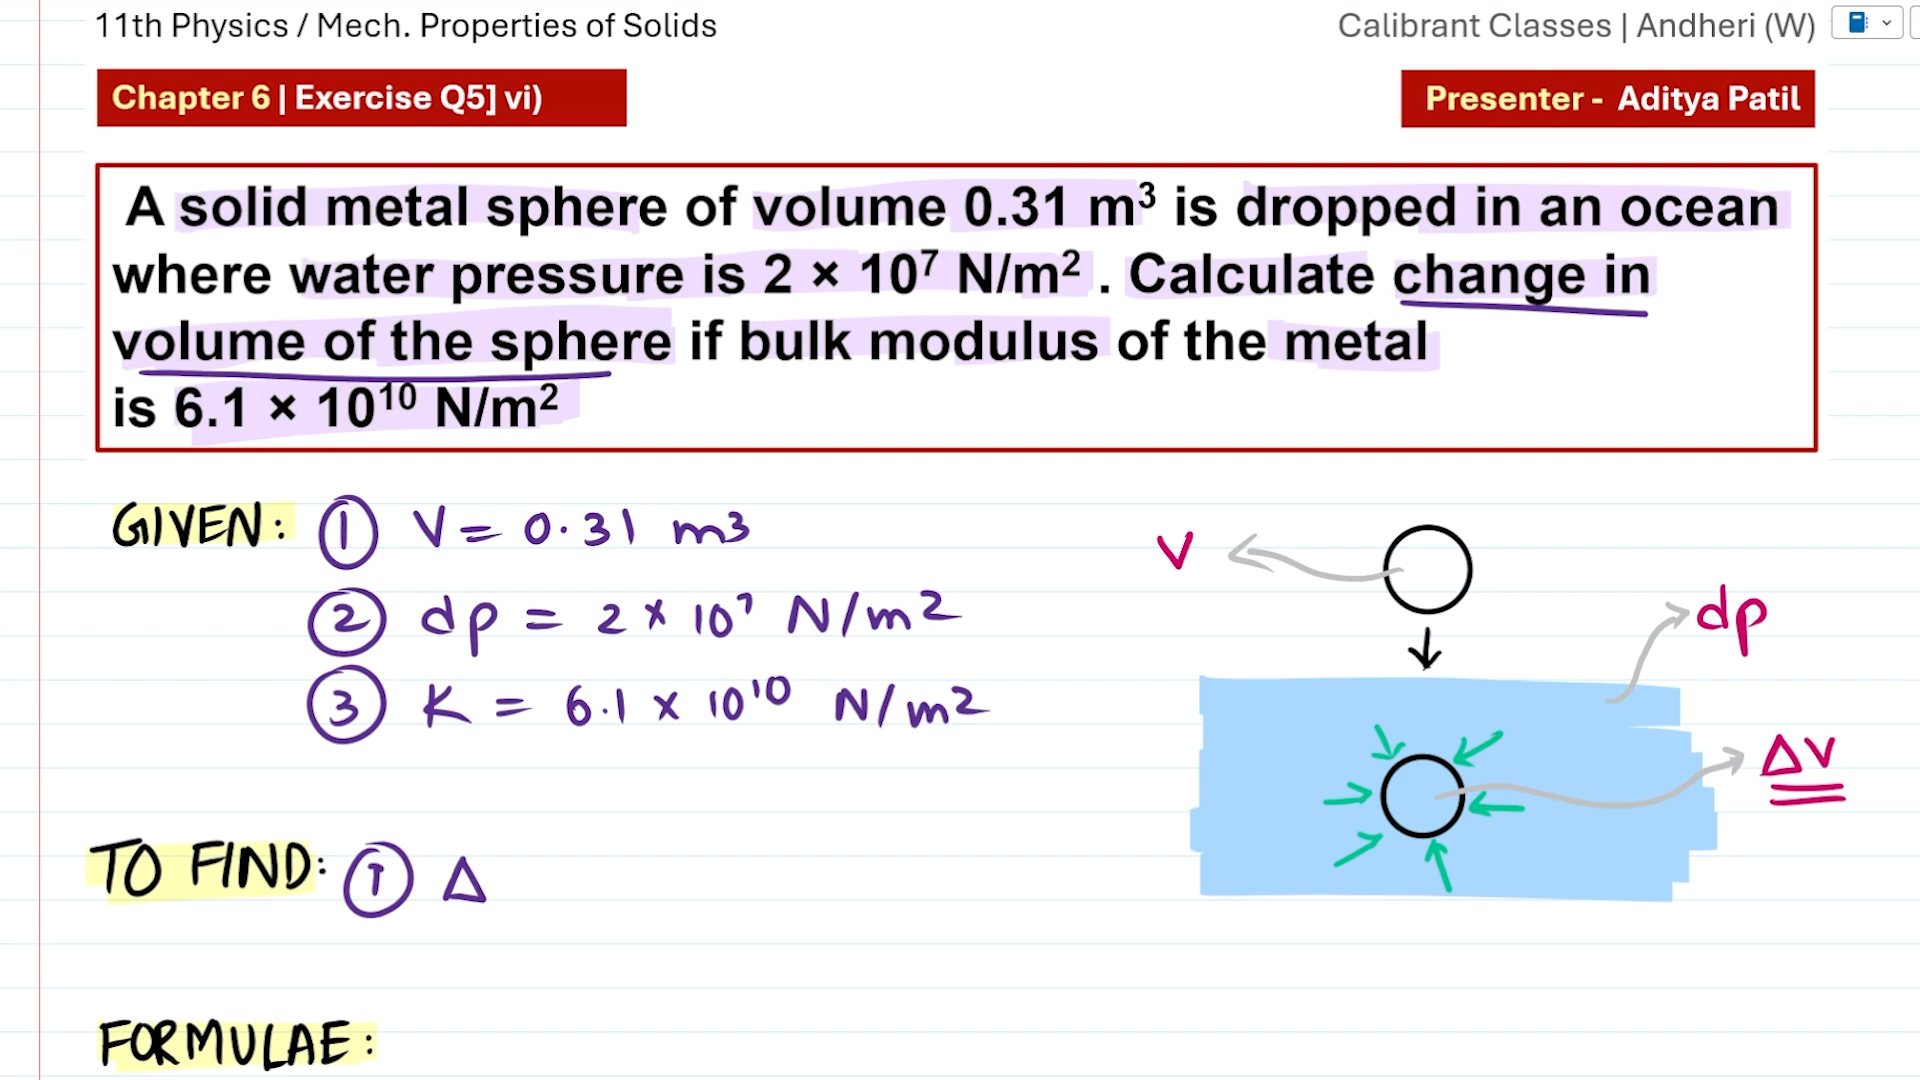 11th Physics / Mech. Properties of Solids
Calibrant Classes | Andheri (W)
Chapter 6 | Exercise Q5] vi)
Presenter - Aditya Patil
A solid metal sphere of volume 0.31 m³ is dropped in an ocean
where water pressure is 2 × 10⁷ N/m² . Calculate change in
volume of the sphere if bulk modulus of the metal
is 6.1 × 10¹⁰ N/m²
GIVEN: ① V = 0.31 m3
② dp = 2 × 10⁷ N/m2
③ K = 6.1 × 10¹⁰ N/m2
V
dp
ΔV
TO FIND: ① Δ
FORMULAE: